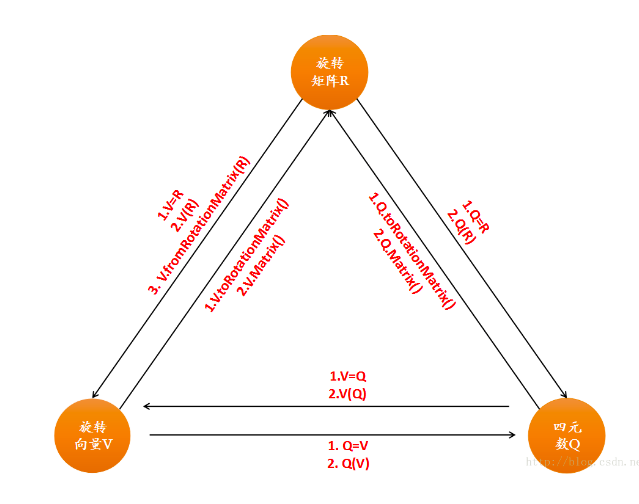 旋转
矩阵R
1.V=R
2.V(R)
3. V.fromRotationMatrix(R)
1.V.toRotationMatrix()
2.V.Matrix()
1.Q.toRotationMatrix()
2.Q.Matrix()
1.Q=R
2.Q(R)
1.V=Q
2.V(Q)
旋转
向量V
1. Q=V
2. Q(V)
四元
数Q
http://blog.csdn.ne